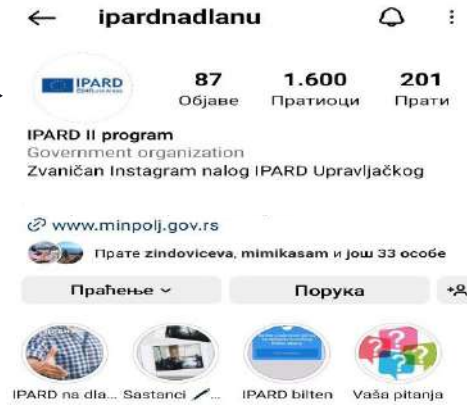 ipardnadlanu
IPARD
87 1.600 201
Објаве Пратиоци Прати
IPARD II program
Government organization
Zvaničan Instagram nalog IPARD Upravljačkog
www.minpolj.gov.rs
Прате zindoviceva, mimikasam и још 33 особе
Праћење Порука
IPARD na dla... Sastanci 🖊️... IPARD bilten Vaša pitanja